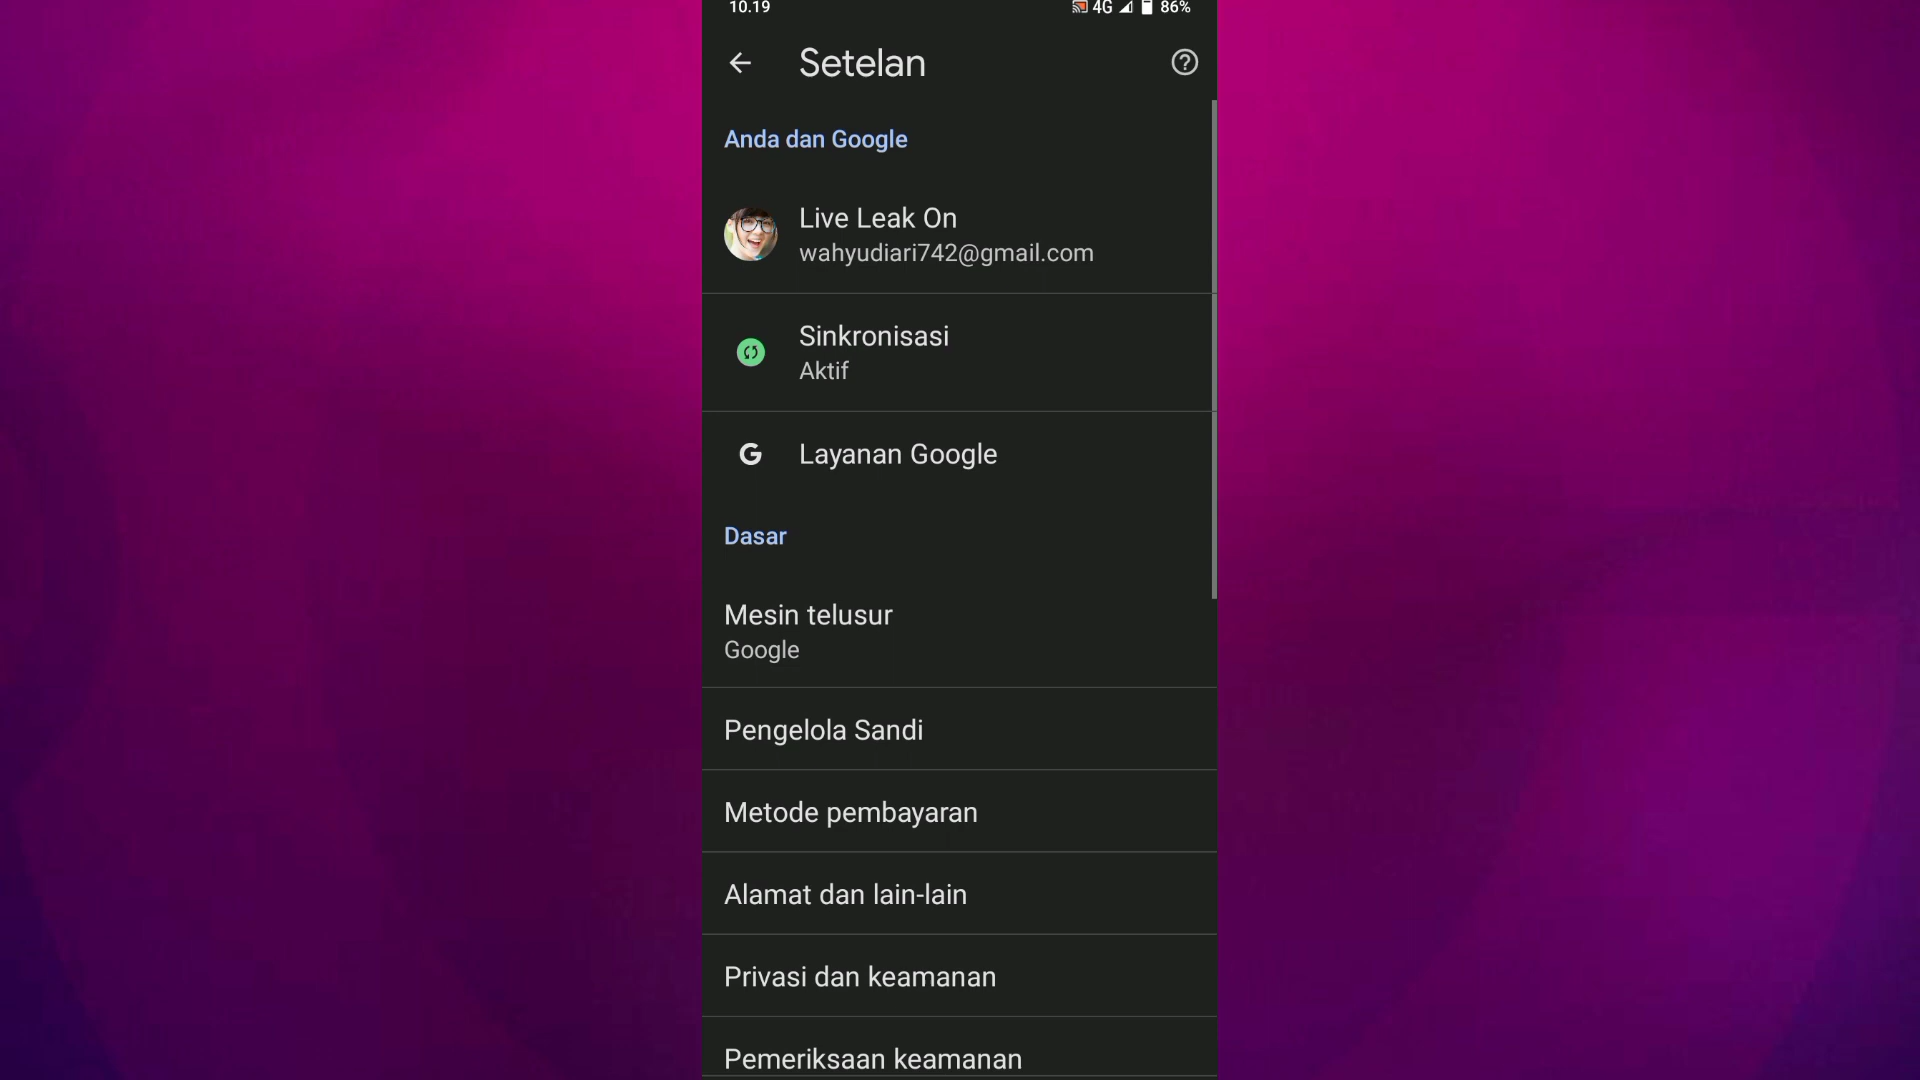 10.19 4G 86%
Setelan
Anda dan Google
Live Leak On
wahyudiari742@gmail.com
Sinkronisasi
Aktif
G Layanan Google
Dasar
Mesin telusur
Google
Pengelola Sandi
Metode pembayaran
Alamat dan lain-lain
Privasi dan keamanan
Pemeriksaan keamanan